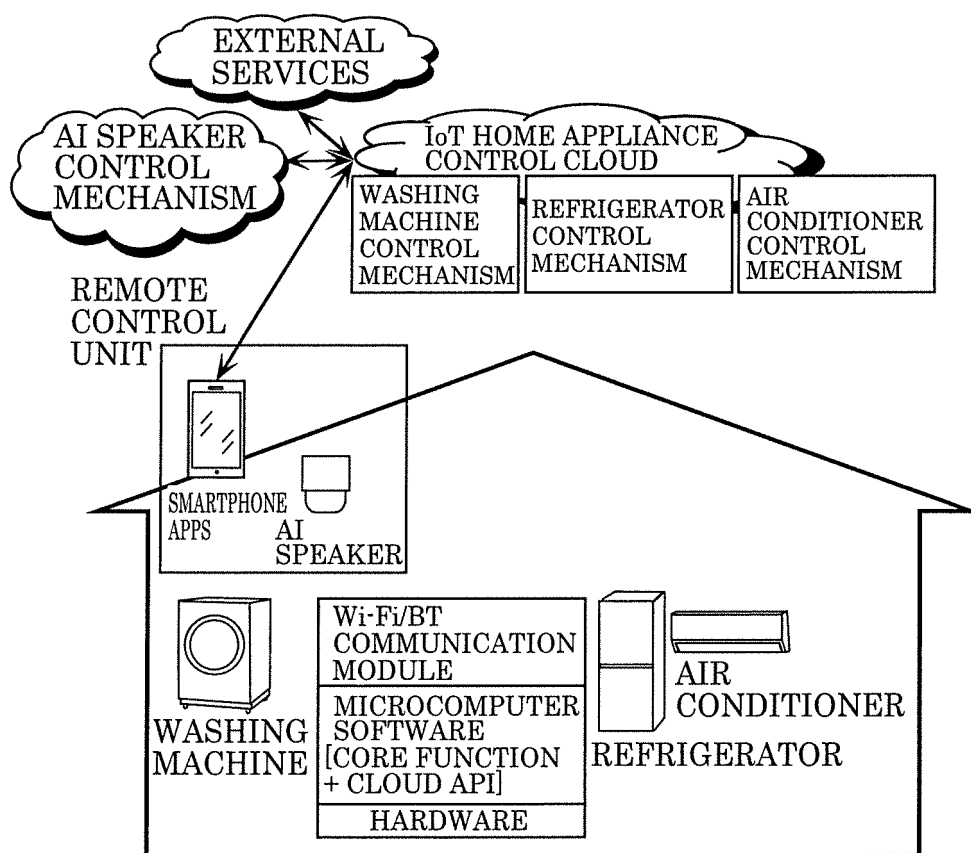 EXTERNAL
SERVICES
AI SPEAKER
CONTROL
MECHANISM
IoT HOME APPLIANCE
CONTROL CLOUD
WASHING
MACHINE
CONTROL
MECHANISM
REFRIGERATOR
CONTROL
MECHANISM
AIR
CONDITIONER
CONTROL
MECHANISM
REMOTE
CONTROL
UNIT
SMARTPHONE
APPS
AI
SPEAKER
WASHING
MACHINE
Wi-Fi/BT
COMMUNICATION
MODULE
MICROCOMPUTER
SOFTWARE
[CORE FUNCTION
+ CLOUD API]
HARDWARE
AIR
CONDITIONER
REFRIGERATOR